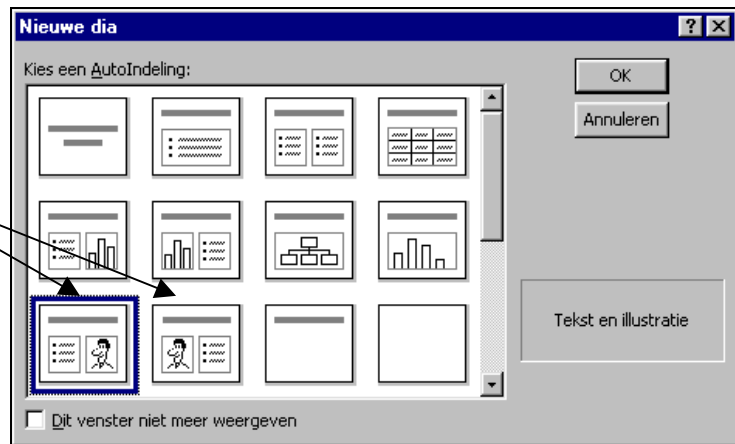 Nieuwe dia
Kies een AutoIndeling:
OK
Annuleren
Tekst en illustratie
Dit venster niet meer weergeven